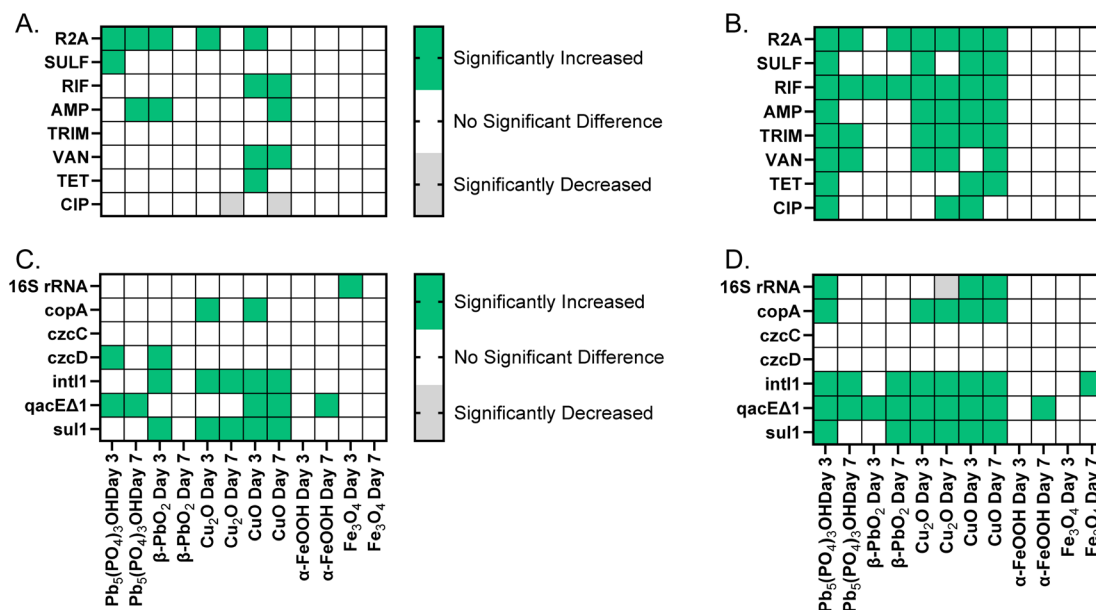 A.
R2A
SULF
RIF
AMP
TRIM
VAN
TET
CIP
Significantly Increased
No Significant Difference
Significantly Decreased
B.
R2A
SULF
RIF
AMP
TRIM
VAN
TET
CIP
C.
16S rRNA
copA
czcC
czcD
intI1
qacEΔ1
sul1
Pb₅(PO₄)₃OHDay 3
Pb₅(PO₄)₃OHDay 7
β-PbO₂ Day 3
β-PbO₂ Day 7
Cu₂O Day 3
Cu₂O Day 7
CuO Day 3
CuO Day 7
α-FeOOH Day 3
α-FeOOH Day 7
Fe₃O₄ Day 3
Fe₃O₄ Day 7
Significantly Increased
No Significant Difference
Significantly Decreased
D.
16S rRNA
copA
czcC
czcD
intI1
qacEΔ1
sul1
Pb₅(PO₄)₃OHDay 3
Pb₅(PO₄)₃OHDay 7
β-PbO₂ Day 3
β-PbO₂ Day 7
Cu₂O Day 3
Cu₂O Day 7
CuO Day 3
CuO Day 7
α-FeOOH Day 3
α-FeOOH Day 7
Fe₃O₄ Day 3
Fe₃O₄ Day 7